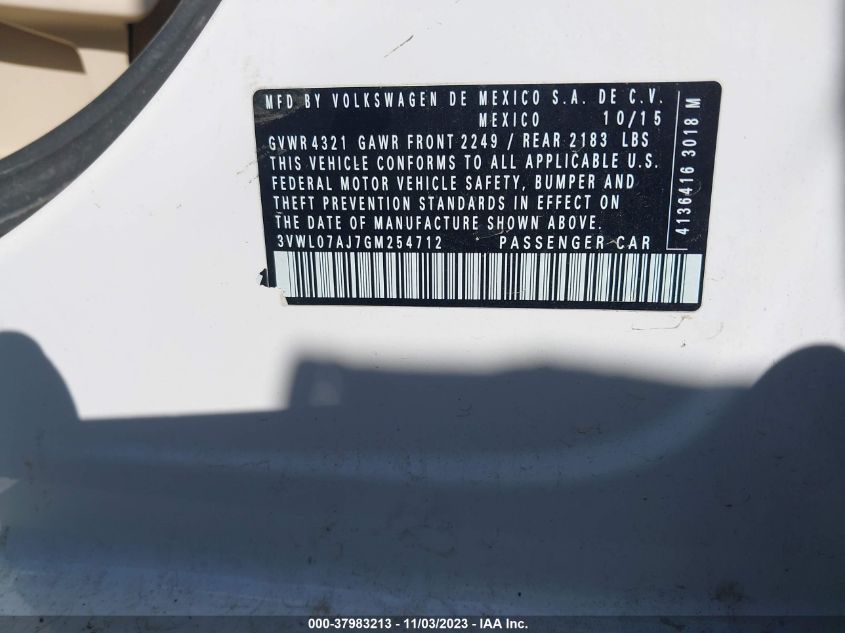 MFD BY VOLKSWAGEN DE MEXICO S.A. DE C.V.
MEXICO 10/15
GVWR 4321 GAWR FRONT 2249 / REAR 2183 LBS
THIS VEHICLE CONFORMS TO ALL APPLICABLE U.S.
FEDERAL MOTOR VEHICLE SAFETY, BUMPER AND
THEFT PREVENTION STANDARDS IN EFFECT ON
THE DATE OF MANUFACTURE SHOWN ABOVE.
3VWL07AJ7GM254712 PASSENGER CAR
4136416 3018 M
000-37983213 - 11/03/2023 - IAA Inc.